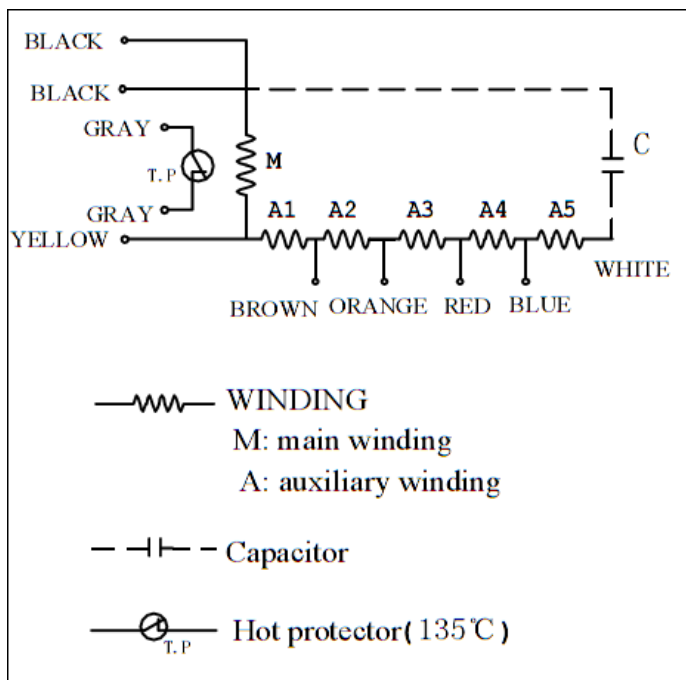 BLACK
BLACK
GRAY
T.P
M
C
GRAY
YELLOW
A1 A2 A3 A4 A5
WHITE
BROWN ORANGE RED BLUE
WINDING
M: main winding
A: auxiliary winding
Capacitor
T.P
Hot protector( 135℃ )